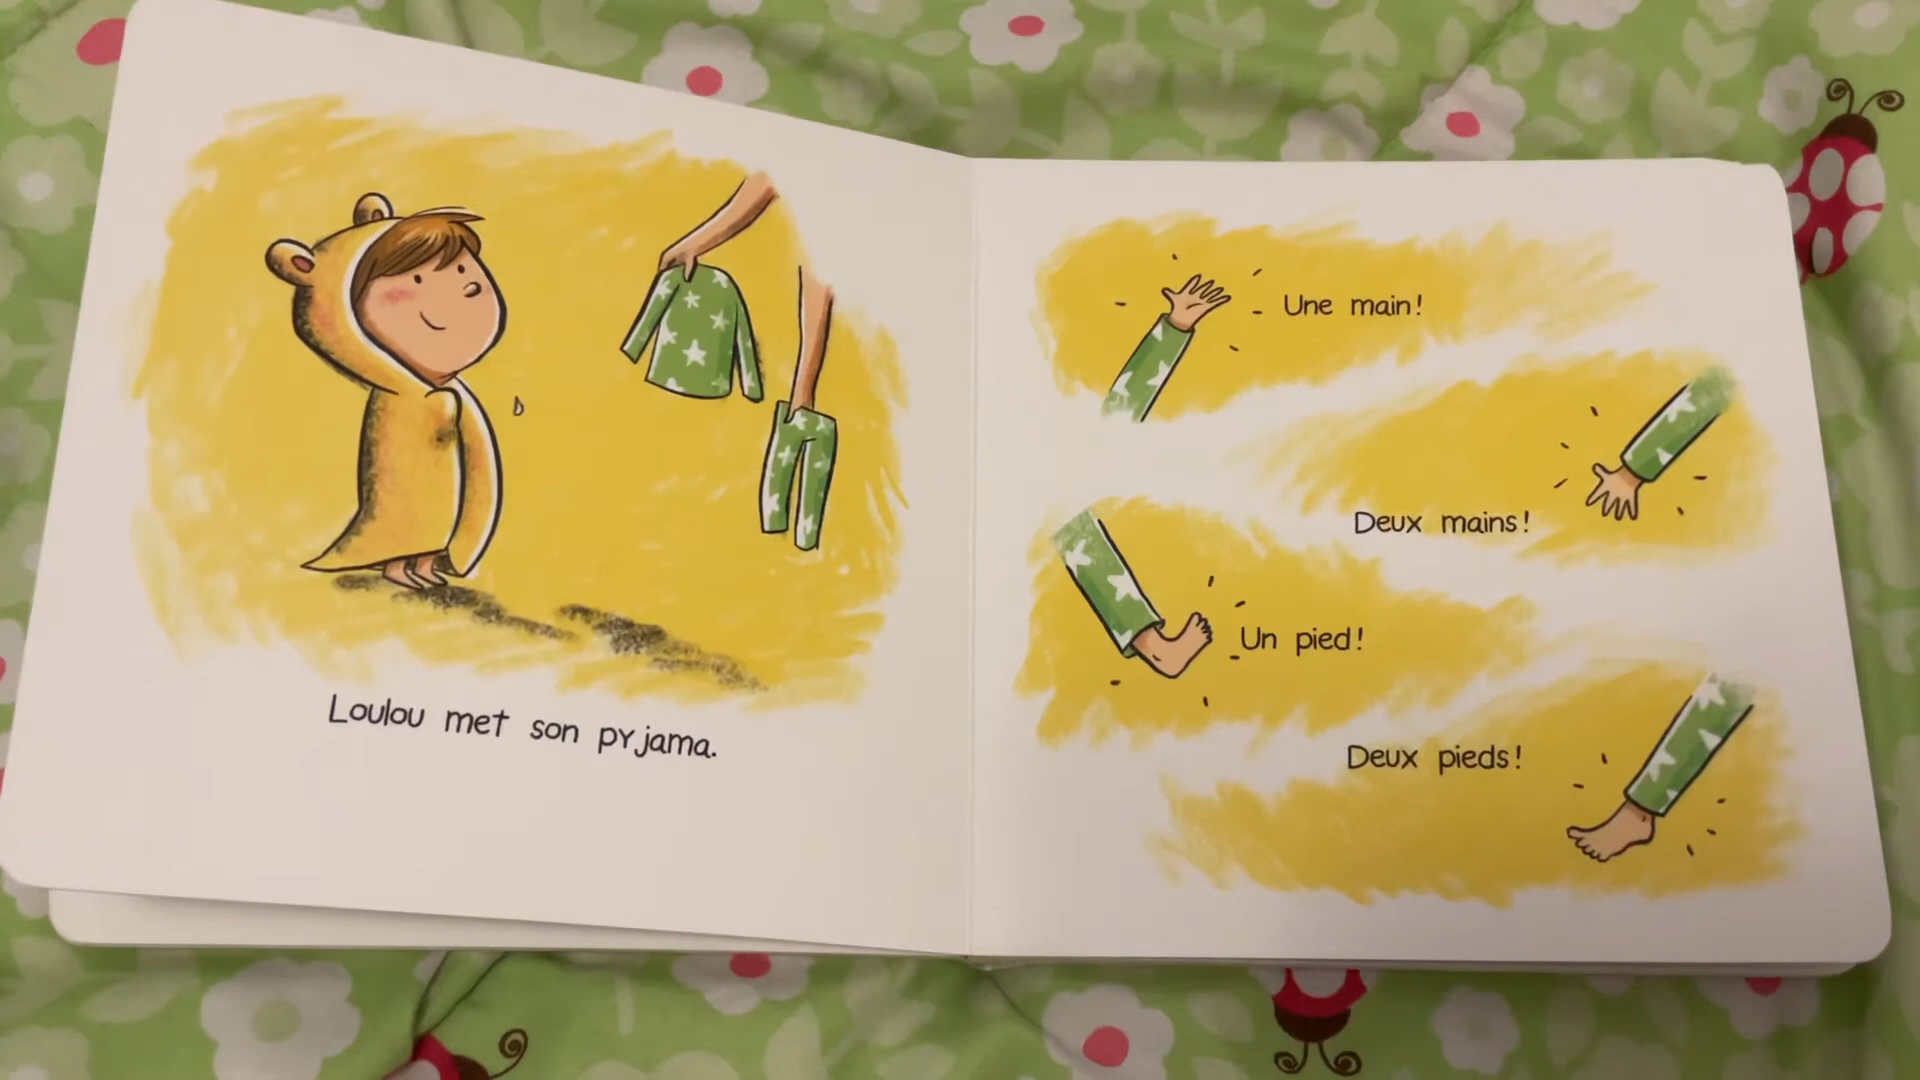 Loulou met son pyjama.
Une main!
Deux mains!
Un pied!
Deux pieds!